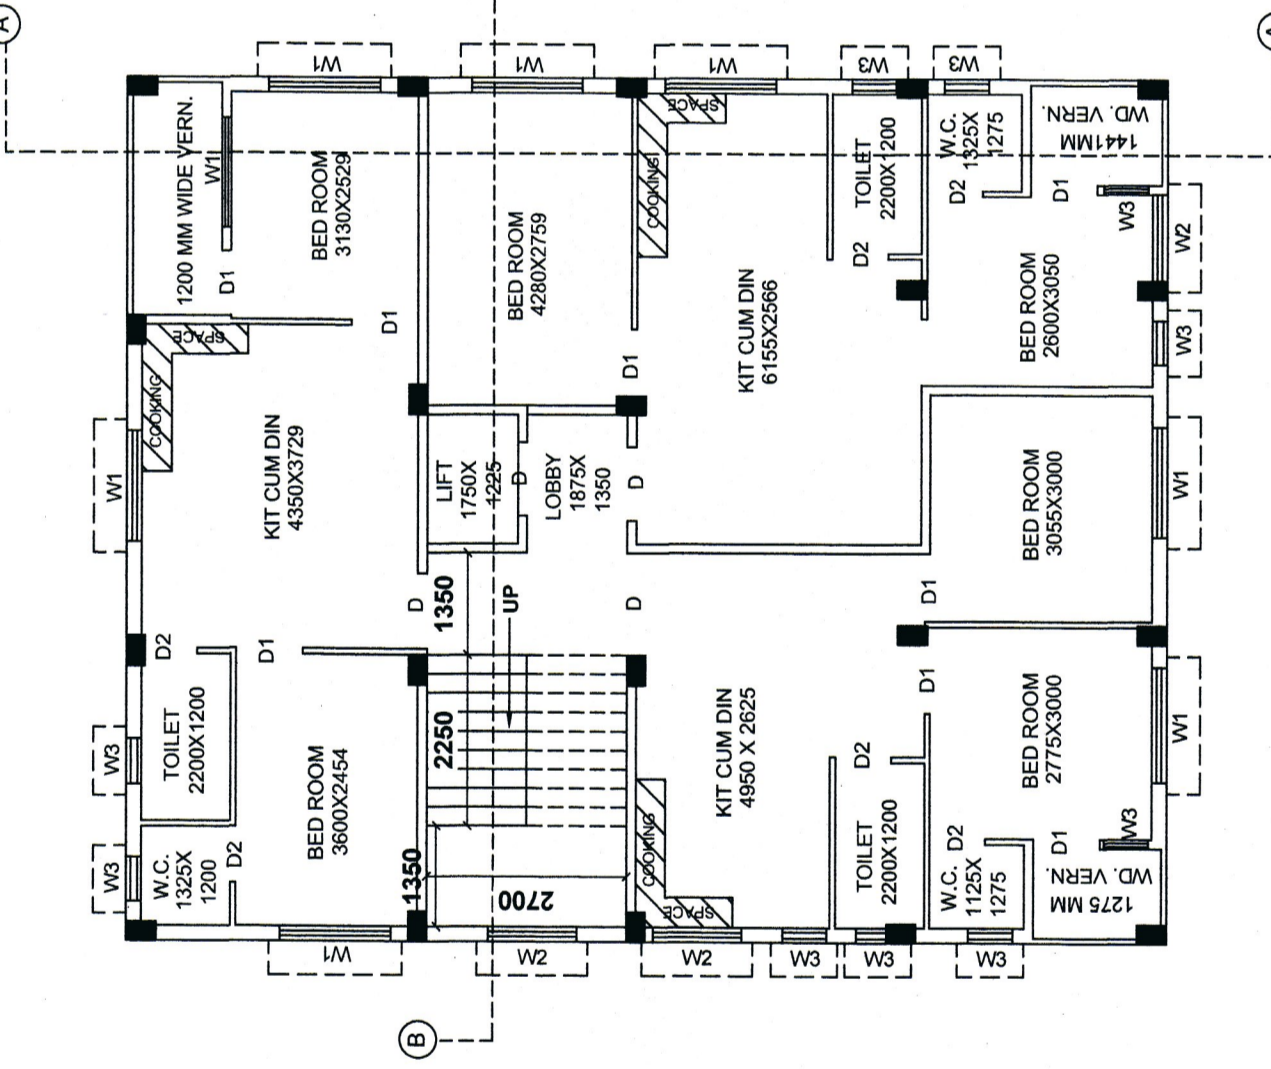 A
A
W1
W1
W1
W3
W3
1200 MM WIDE VERN.
W1
D1
BED ROOM
3130X2529
D1
BED ROOM
4280X2759
D1
COOKING
SPACE
TOILET
2200X1200
D2
W.C.
1325X
1275
D2
WD. VERN.
1441MM
D1
W3
W2
W3
COOKING
SPACE
W1
KIT CUM DIN
4350X3729
LIFT
1750X
1225
D
LOBBY
1875X
1350
D
KIT CUM DIN
6155X2566
BED ROOM
2600X3050
BED ROOM
3055X3000
W1
D
1350
UP
D
D1
D2
D1
TOILET
2200X1200
W3
W.C.
1325X
1200
D2
W3
BED ROOM
3600X2454
2250
1350
2700
KIT CUM DIN
4950 X 2625
COOKING
SPACE
D2
TOILET
2200X1200
D1
BED ROOM
2775X3000
W1
D2
W.C.
1125X
1275
D1
W3
WD. VERN.
1275 MM
W1
W2
W2
W3
W3
W3
B